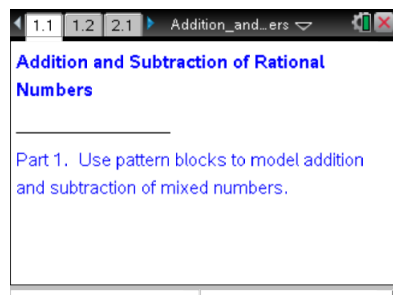 1.1 1.2 2.1 Addition_and…ers
Addition and Subtraction of Rational
Numbers
Part 1. Use pattern blocks to model addition
and subtraction of mixed numbers.